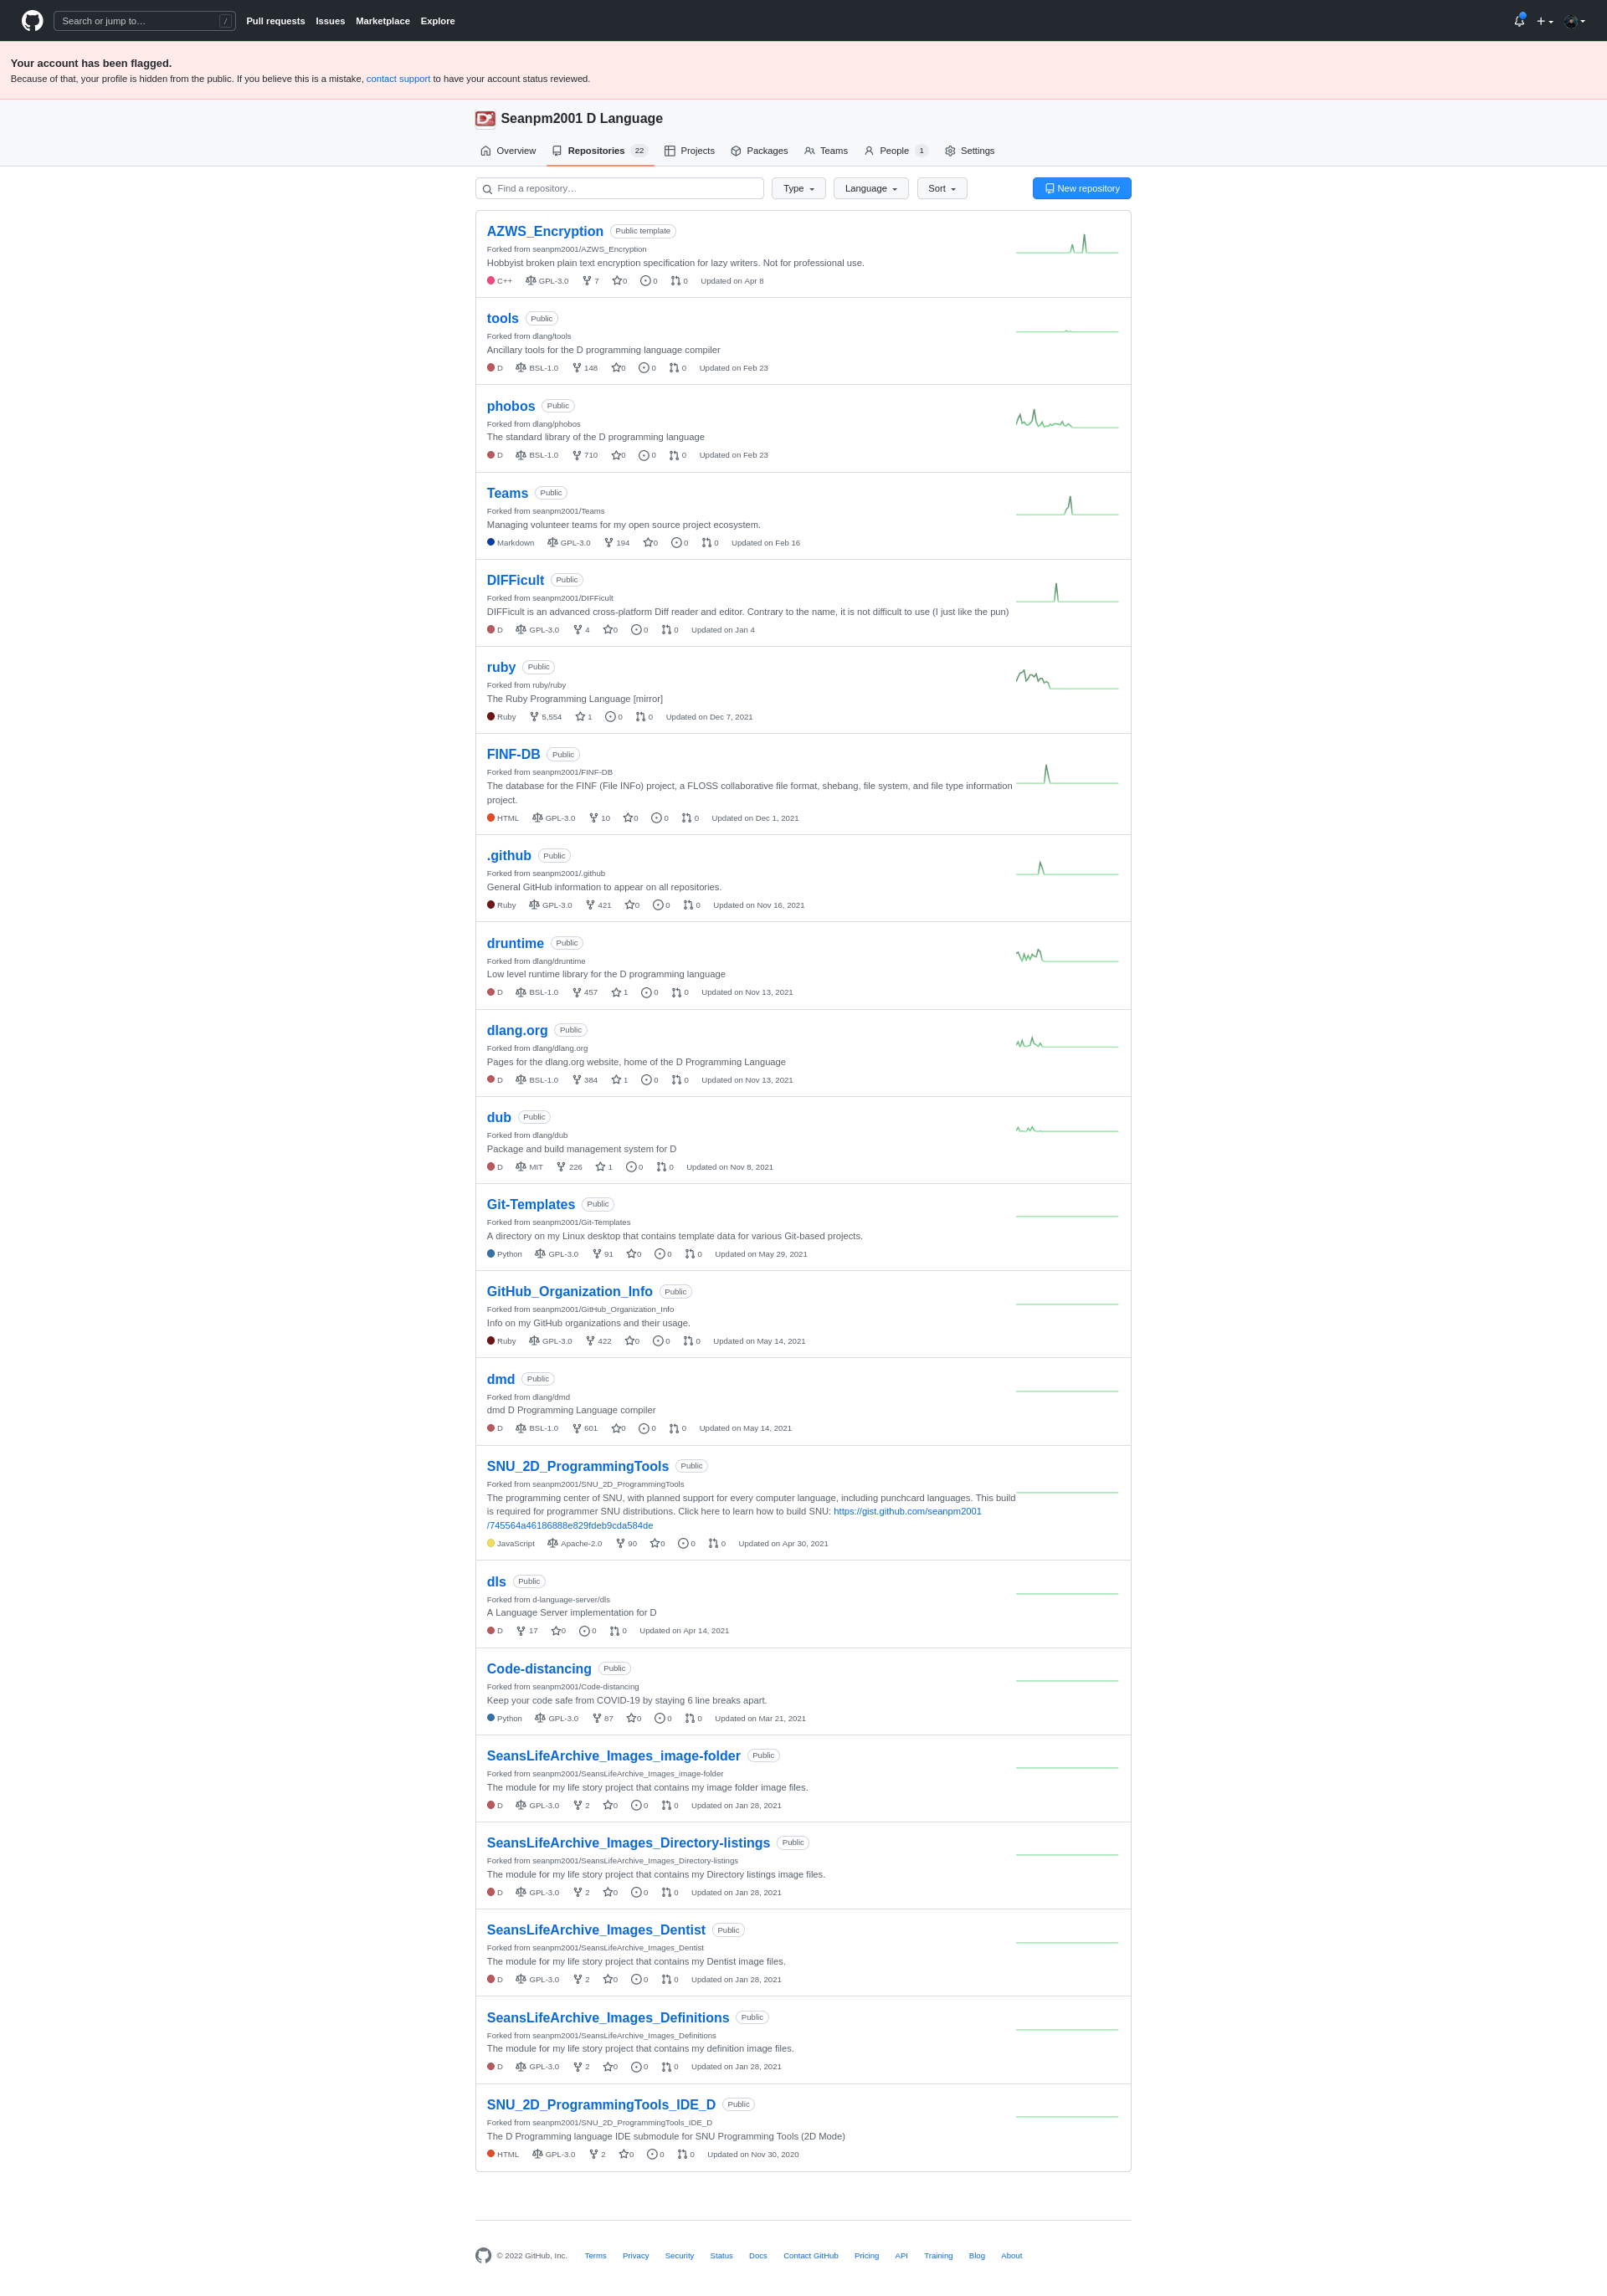 Search or jump to… /
Pull requests Issues Marketplace Explore
Your account has been flagged.
Because of that, your profile is hidden from the public. If you believe this is a mistake, contact support to have your account status reviewed.
Seanpm2001 D Language
Overview Repositories 22 Projects Packages Teams People 1 Settings
Find a repository… Type Language Sort New repository
AZWS_Encryption Public template
Forked from seanpm2001/AZWS_Encryption
Hobbyist broken plain text encryption specification for lazy writers. Not for professional use.
C++ GPL-3.0 7 0 0 0 Updated on Apr 8
tools Public
Forked from dlang/tools
Ancillary tools for the D programming language compiler
D BSL-1.0 148 0 0 0 Updated on Feb 23
phobos Public
Forked from dlang/phobos
The standard library of the D programming language
D BSL-1.0 710 0 0 0 Updated on Feb 23
Teams Public
Forked from seanpm2001/Teams
Managing volunteer teams for my open source project ecosystem.
Markdown GPL-3.0 194 0 0 0 Updated on Feb 16
DIFFicult Public
Forked from seanpm2001/DIFFicult
DIFFicult is an advanced cross-platform Diff reader and editor. Contrary to the name, it is not difficult to use (I just like the pun)
D GPL-3.0 4 0 0 0 Updated on Jan 4
ruby Public
Forked from ruby/ruby
The Ruby Programming Language [mirror]
Ruby 5,554 1 0 0 Updated on Dec 7, 2021
FINF-DB Public
Forked from seanpm2001/FINF-DB
The database for the FINF (File INFo) project, a FLOSS collaborative file format, shebang, file system, and file type information
project.
HTML GPL-3.0 10 0 0 0 Updated on Dec 1, 2021
.github Public
Forked from seanpm2001/.github
General GitHub information to appear on all repositories.
Ruby GPL-3.0 421 0 0 0 Updated on Nov 16, 2021
druntime Public
Forked from dlang/druntime
Low level runtime library for the D programming language
D BSL-1.0 457 1 0 0 Updated on Nov 13, 2021
dlang.org Public
Forked from dlang/dlang.org
Pages for the dlang.org website, home of the D Programming Language
D BSL-1.0 384 1 0 0 Updated on Nov 13, 2021
dub Public
Forked from dlang/dub
Package and build management system for D
D MIT 226 1 0 0 Updated on Nov 8, 2021
Git-Templates Public
Forked from seanpm2001/Git-Templates
A directory on my Linux desktop that contains template data for various Git-based projects.
Python GPL-3.0 91 0 0 0 Updated on May 29, 2021
GitHub_Organization_Info Public
Forked from seanpm2001/GitHub_Organization_Info
Info on my GitHub organizations and their usage.
Ruby GPL-3.0 422 0 0 0 Updated on May 14, 2021
dmd Public
Forked from dlang/dmd
dmd D Programming Language compiler
D BSL-1.0 601 0 0 0 Updated on May 14, 2021
SNU_2D_ProgrammingTools Public
Forked from seanpm2001/SNU_2D_ProgrammingTools
The programming center of SNU, with planned support for every computer language, including punchcard languages. This build
is required for programmer SNU distributions. Click here to learn how to build SNU: https://gist.github.com/seanpm2001
/745564a46186888e829fdeb9cda584de
JavaScript Apache-2.0 90 0 0 0 Updated on Apr 30, 2021
dls Public
Forked from d-language-server/dls
A Language Server implementation for D
D 17 0 0 0 Updated on Apr 14, 2021
Code-distancing Public
Forked from seanpm2001/Code-distancing
Keep your code safe from COVID-19 by staying 6 line breaks apart.
Python GPL-3.0 87 0 0 0 Updated on Mar 21, 2021
SeansLifeArchive_Images_image-folder Public
Forked from seanpm2001/SeansLifeArchive_Images_image-folder
The module for my life story project that contains my image folder image files.
D GPL-3.0 2 0 0 0 Updated on Jan 28, 2021
SeansLifeArchive_Images_Directory-listings Public
Forked from seanpm2001/SeansLifeArchive_Images_Directory-listings
The module for my life story project that contains my Directory listings image files.
D GPL-3.0 2 0 0 0 Updated on Jan 28, 2021
SeansLifeArchive_Images_Dentist Public
Forked from seanpm2001/SeansLifeArchive_Images_Dentist
The module for my life story project that contains my Dentist image files.
D GPL-3.0 2 0 0 0 Updated on Jan 28, 2021
SeansLifeArchive_Images_Definitions Public
Forked from seanpm2001/SeansLifeArchive_Images_Definitions
The module for my life story project that contains my definition image files.
D GPL-3.0 2 0 0 0 Updated on Jan 28, 2021
SNU_2D_ProgrammingTools_IDE_D Public
Forked from seanpm2001/SNU_2D_ProgrammingTools_IDE_D
The D Programming language IDE submodule for SNU Programming Tools (2D Mode)
HTML GPL-3.0 2 0 0 0 Updated on Nov 30, 2020
© 2022 GitHub, Inc. Terms Privacy Security Status Docs Contact GitHub Pricing API Training Blog About